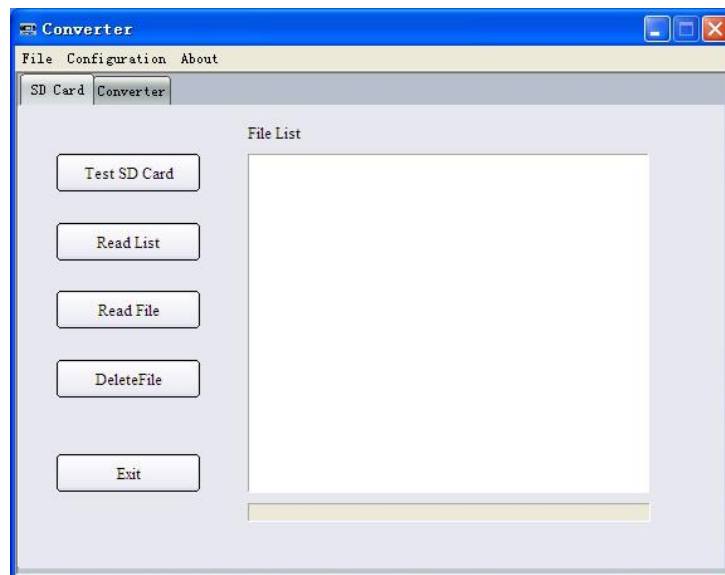 Converter
File Configuration About
SD Card Converter
File List
Test SD Card
Read List
Read File
DeleteFile
Exit